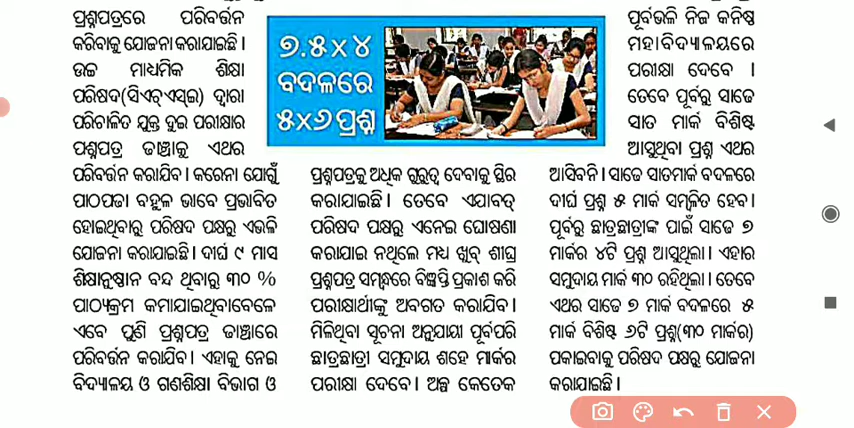 ପ୍ରଶ୍ନପତ୍ରରେ ପରିବର୍ତ୍ତନ
କରିବାକୁ ଯୋଜନା କରାଯାଇଛି ।
ଉଚ୍ଚ ମାଧ୍ୟମିକ ଶିକ୍ଷା
ପରିଷଦ(ସିଏଚ୍ଏସ୍ଇ) ଦ୍ୱାରା
ପରିଚାଳିତ ଯୁକ୍ତ ଦୁଇ ପରୀକ୍ଷାର
ପଶ୍ନପତ୍ର ଢାଞ୍ଚାକୁ ଏଥର
ପରିବର୍ତ୍ତନ କରାଯିବ । କରୋନା ଯୋଗୁଁ
ପାଠପଢା ବହୁଳ ଭାବେ ପ୍ରଭାବିତ
ହୋଇଥିବାରୁ ପରିଷଦ ପକ୍ଷରୁ ଏଭଳି
ଯୋଜନା କରାଯାଇଛି । ଦୀର୍ଘ ୯ ମାସ
ଶିକ୍ଷାନୁଷ୍ଠାନ ବନ୍ଦ ଥିବାରୁ ୩୦ %
ପାଠ୍ୟକ୍ରମ କମାଯାଇଥିବାବେଳେ
ଏବେ ପୁଣି ପ୍ରଶ୍ନପତ୍ର ଢାଞ୍ଚାରେ
ପରିବର୍ତ୍ତନ କରାଯିବ । ଏହାକୁ ନେଇ
ବିଦ୍ୟାଳୟ ଓ ଗଣଶିକ୍ଷା ବିଭାଗ ଓ
୭.୫x୪
ବଦଳରେ
୫x୬ ପ୍ରଶ୍ନ
ପ୍ରଶ୍ନପତ୍ରକୁ ଅଧିକ ଗୁରୁତ୍ୱ ଦେବାକୁ ସ୍ଥିର
କରାଯାଇଛି । ତେବେ ଏଯାବତ୍
ପରିଷଦ ପକ୍ଷରୁ ଏନେଇ ଘୋଷଣା
କରାଯାଇ ନଥିଲେ ମଧ୍ୟ ଖୁବ୍ ଶୀଘ୍ର
ପ୍ରଶ୍ନପତ୍ର ସମ୍ବନ୍ଧରେ ବିଜ୍ଞପ୍ତି ପ୍ରକାଶ କରି
ପରୀକ୍ଷାର୍ଥୀଙ୍କୁ ଅବଗତ କରାଯିବ ।
ମିଳିଥିବା ସୂଚନା ଅନୁଯାୟୀ ପୂର୍ବପରି
ଛାତ୍ରଛାତ୍ରୀ ସମୁଦାୟ ଶହେ ମାର୍କର
ପରୀକ୍ଷା ଦେବେ । ଅଳ୍ପ କେତେକ
ପୂର୍ବଭଳି ନିଜ କନିଷ୍ଠ
ମହାବିଦ୍ୟାଳୟରେ
ପରୀକ୍ଷା ଦେବେ ।
ତେବେ ପୂର୍ବରୁ ସାଢେ
ସାତ ମାର୍କ ବିଶିଷ୍ଟ
ଆସୁଥିବା ପ୍ରଶ୍ନ ଏଥର
ଆସିବନି । ସାଢେ ସାତମାର୍କ ବଦଳରେ
ଦୀର୍ଘ ପ୍ରଶ୍ନ ୫ ମାର୍କ ସମ୍ବଳିତ ହେବ ।
ପୂର୍ବରୁ ଛାତ୍ରଛାତ୍ରୀଙ୍କ ପାଇଁ ସାଢେ ୭
ମାର୍କର ୪ଟି ପ୍ରଶ୍ନ ଆସୁଥିଲା । ଏହାର
ସମୁଦାୟ ମାର୍କ ୩୦ ରହିଥିଲା । ତେବେ
ଏଥର ସାଢେ ୭ ମାର୍କ ବଦଳରେ ୫
ମାର୍କ ବିଶିଷ୍ଟ ୬ଟି ପ୍ରଶ୍ନ(୩୦ ମାର୍କର)
ପକାଇବାକୁ ପରିଷଦ ପକ୍ଷରୁ ଯୋଜନା
କରାଯାଇଛି ।